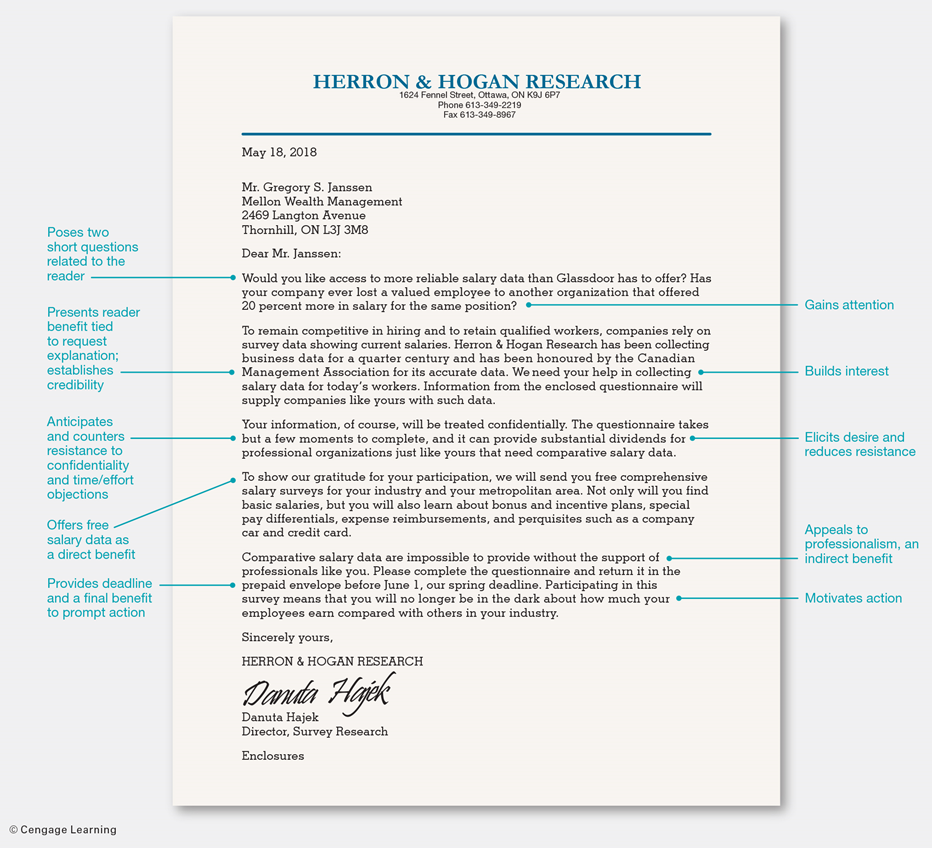 HERRON & HOGAN RESEARCH
1624 Fennel Street, Ottawa, ON K9J 6P7
Phone 613-349-2219
Fax 613-349-8967
May 18, 2018
Mr. Gregory S. Janssen
Mellon Wealth Management
2469 Langton Avenue
Thornhill, ON L3J 3M8
Dear Mr. Janssen:
Would you like access to more reliable salary data than Glassdoor has to offer? Has
your company ever lost a valued employee to another organization that offered
20 percent more in salary for the same position?
To remain competitive in hiring and to retain qualified workers, companies rely on
survey data showing current salaries. Herron & Hogan Research has been collecting
business data for a quarter century and has been honoured by the Canadian
Management Association for its accurate data. We need your help in collecting
salary data for today's workers. Information from the enclosed questionnaire will
supply companies like yours with such data.
Your information, of course, will be treated confidentially. The questionnaire takes
but a few moments to complete, and it can provide substantial dividends for
professional organizations just like yours that need comparative salary data.
To show our gratitude for your participation, we will send you free comprehensive
salary surveys for your industry and your metropolitan area. Not only will you find
basic salaries, but you will also learn about bonus and incentive plans, special
pay differentials, expense reimbursements, and perquisites such as a company
car and credit card.
Comparative salary data are impossible to provide without the support of
professionals like you. Please complete the questionnaire and return it in the
prepaid envelope before June 1, our spring deadline. Participating in this
survey means that you will no longer be in the dark about how much your
employees earn compared with others in your industry.
Sincerely yours,
HERRON & HOGAN RESEARCH
Danuta Hajek
Danuta Hajek
Director, Survey Research
Enclosures
Poses two
short questions
related to the
reader
Presents reader
benefit tied
to request
explanation;
establishes
credibility
Anticipates
and counters
resistance to
confidentiality
and time/effort
objections
Offers free
salary data as
a direct benefit
Provides deadline
and a final benefit
to prompt action
Gains attention
Builds interest
Elicits desire and
reduces resistance
Appeals to
professionalism, an
indirect benefit
Motivates action
© Cengage Learning